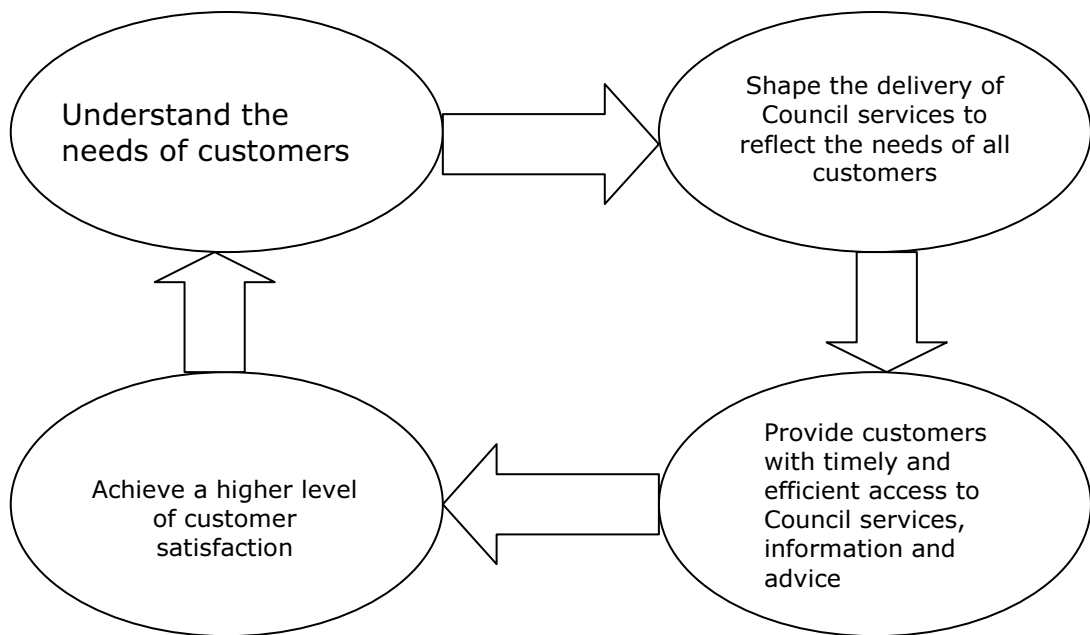 Understand the
needs of customers
Shape the delivery of
Council services to
reflect the needs of all
customers
Provide customers
with timely and
efficient access to
Council services,
information and
advice
Achieve a higher level
of customer
satisfaction